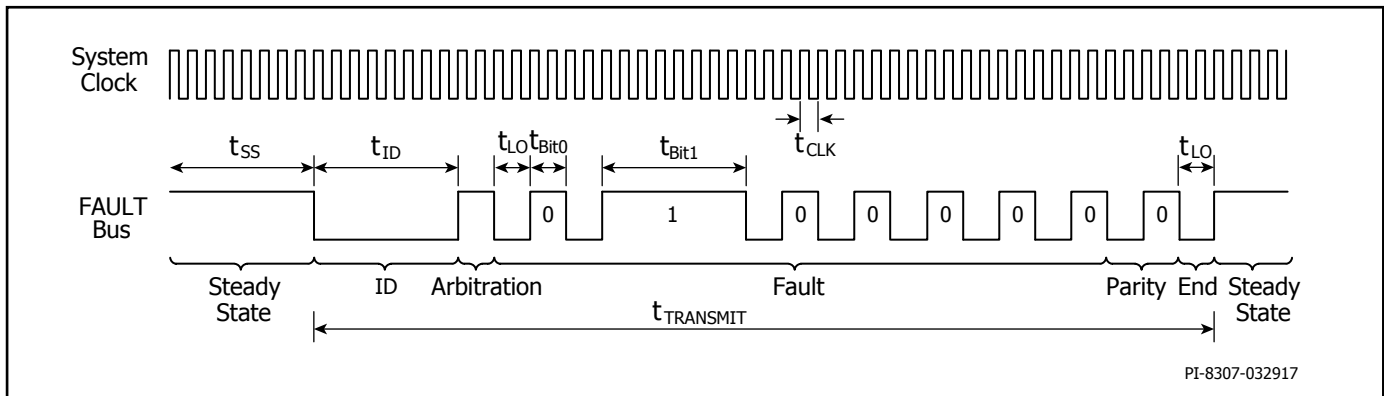 System
Clock
tCLK
tSS
tID
tLO
tBit0
tBit1
tLO
FAULT
Bus
0
1
0
0
0
0
0
0
Steady
State
ID
Arbitration
Fault
Parity
End
Steady
State
tTRANSMIT
PI-8307-032917